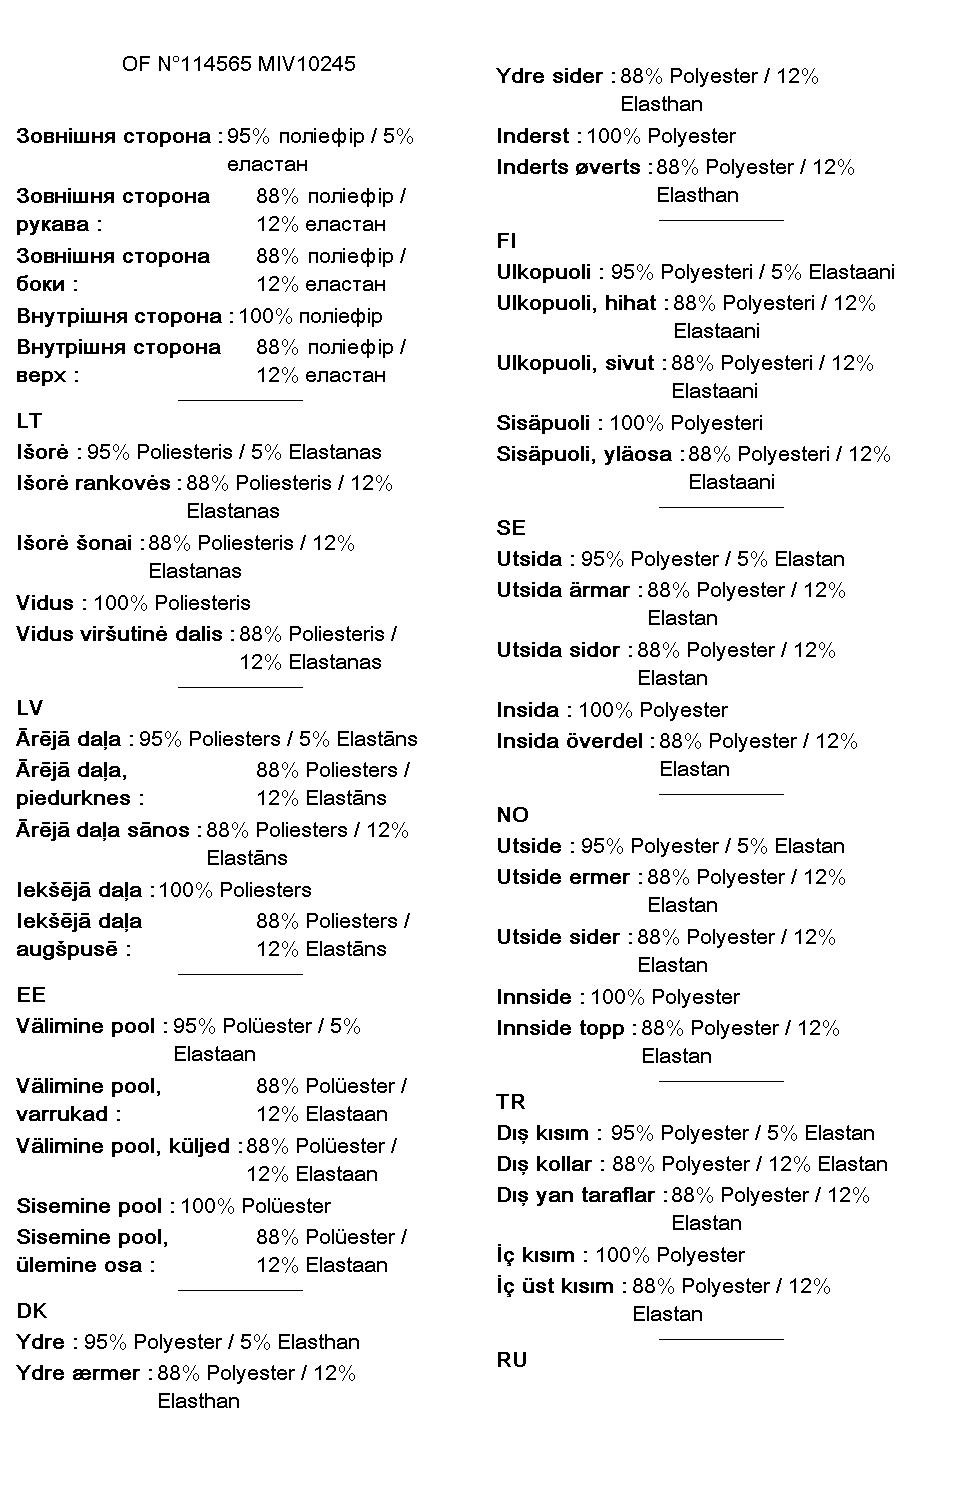 OF N°114565 MIV10245
Зовнішня сторона : 95% поліефір / 5%
еластан
Зовнішня сторона 88% поліефір /
рукава : 12% еластан
Зовнішня сторона 88% поліефір /
боки : 12% еластан
Внутрішня сторона : 100% поліефір
Внутрішня сторона 88% поліефір /
верх : 12% еластан
LT
Išorė : 95% Poliesteris / 5% Elastanas
Išorė rankovės : 88% Poliesteris / 12%
Elastanas
Išorė šonai : 88% Poliesteris / 12%
Elastanas
Vidus : 100% Poliesteris
Vidus viršutinė dalis : 88% Poliesteris /
12% Elastanas
LV
Ārējā daļa : 95% Poliesters / 5% Elastāns
Ārējā daļa, 88% Poliesters /
piedurknes : 12% Elastāns
Ārējā daļa sānos : 88% Poliesters / 12%
Elastāns
Iekšējā daļa : 100% Poliesters
Iekšējā daļa 88% Poliesters /
augšpusē : 12% Elastāns
EE
Välimine pool : 95% Polüester / 5%
Elastaan
Välimine pool, 88% Polüester /
varrukad : 12% Elastaan
Välimine pool, küljed : 88% Polüester /
12% Elastaan
Sisemine pool : 100% Polüester
Sisemine pool, 88% Polüester /
ülemine osa : 12% Elastaan
DK
Ydre : 95% Polyester / 5% Elasthan
Ydre ærmer : 88% Polyester / 12%
Elasthan
Ydre sider : 88% Polyester / 12%
Elasthan
Inderst : 100% Polyester
Inderts øverts : 88% Polyester / 12%
Elasthan
FI
Ulkopuoli : 95% Polyesteri / 5% Elastaani
Ulkopuoli, hihat : 88% Polyesteri / 12%
Elastaani
Ulkopuoli, sivut : 88% Polyesteri / 12%
Elastaani
Sisäpuoli : 100% Polyesteri
Sisäpuoli, yläosa : 88% Polyesteri / 12%
Elastaani
SE
Utsida : 95% Polyester / 5% Elastan
Utsida ärmar : 88% Polyester / 12%
Elastan
Utsida sidor : 88% Polyester / 12%
Elastan
Insida : 100% Polyester
Insida överdel : 88% Polyester / 12%
Elastan
NO
Utside : 95% Polyester / 5% Elastan
Utside ermer : 88% Polyester / 12%
Elastan
Utside sider : 88% Polyester / 12%
Elastan
Innside : 100% Polyester
Innside topp : 88% Polyester / 12%
Elastan
TR
Dış kısım : 95% Polyester / 5% Elastan
Dış kollar : 88% Polyester / 12% Elastan
Dış yan taraflar : 88% Polyester / 12%
Elastan
İç kısım : 100% Polyester
İç üst kısım : 88% Polyester / 12%
Elastan
RU